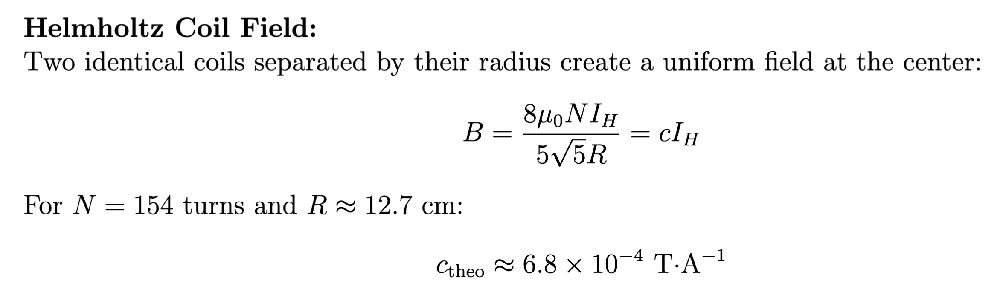 Helmholtz Coil Field:
Two identical coils separated by their radius create a uniform field at the center:
$$B = \frac{8\mu_0 N I_H}{5\sqrt{5}R} = cI_H$$
For $N = 154$ turns and $R \approx 12.7$ cm:
$$c_{\text{theo}} \approx 6.8 \times 10^{-4} \text{ T·A}^{-1}$$